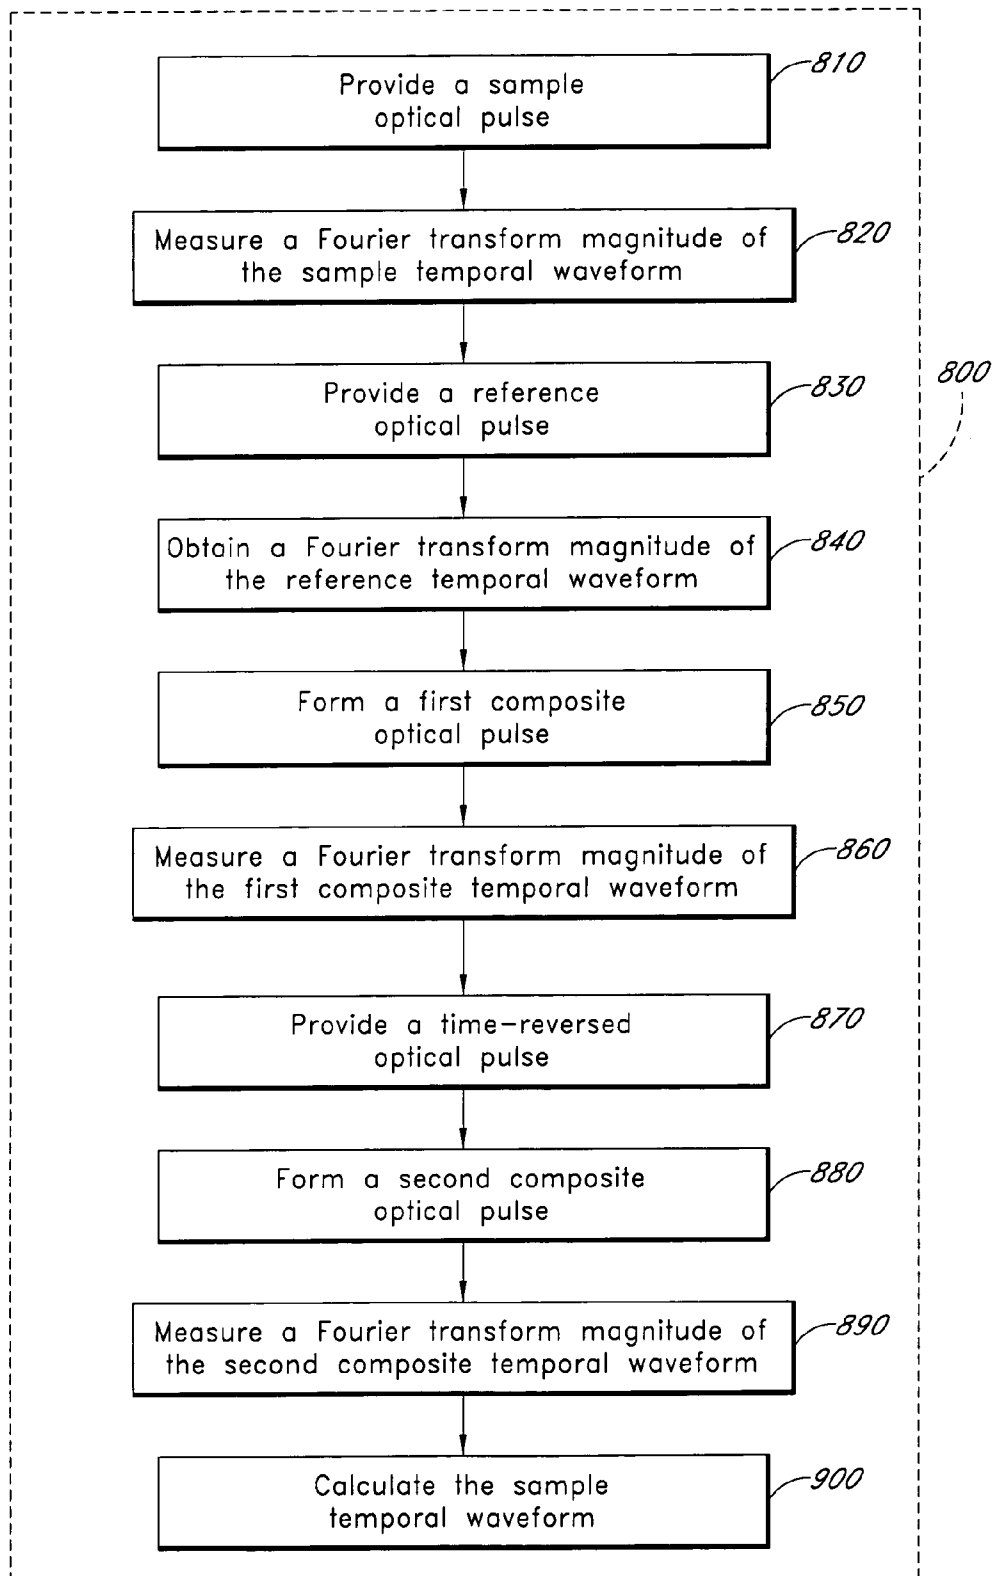 Provide a sample
optical pulse
810
Measure a Fourier transform magnitude of
the sample temporal waveform
820
Provide a reference
optical pulse
830
800
Obtain a Fourier transform magnitude of
the reference temporal waveform
840
Form a first composite
optical pulse
850
Measure a Fourier transform magnitude of
the first composite temporal waveform
860
Provide a time-reversed
optical pulse
870
Form a second composite
optical pulse
880
Measure a Fourier transform magnitude of
the second composite temporal waveform
890
Calculate the sample
temporal waveform
900